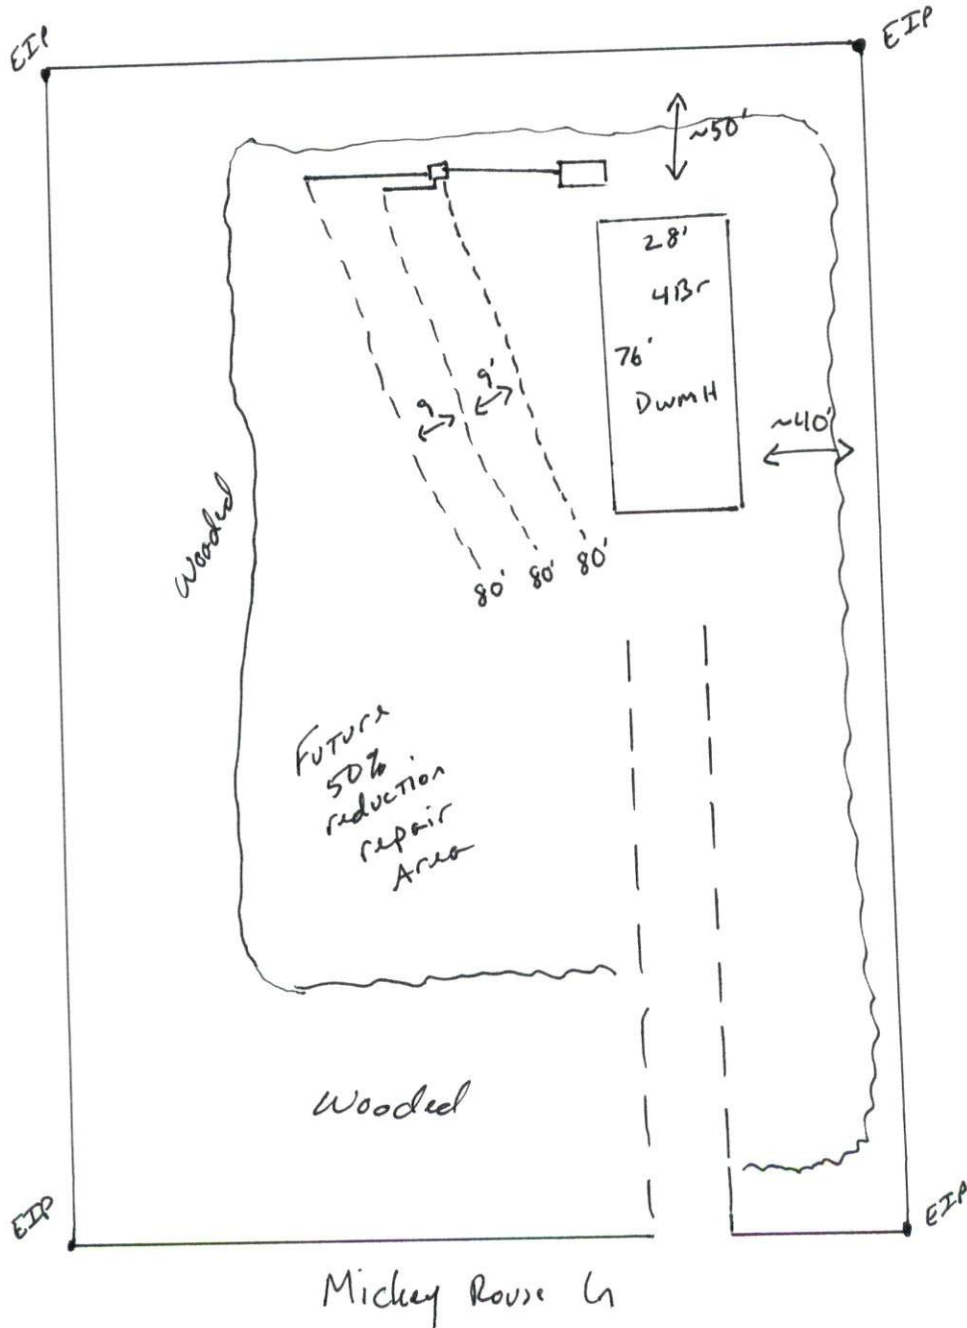 EIP
EIP
~50'
28'
4Br
76'
DWMH
~40'
9'
9
Wooded
80' 80' 80'
Future
50%
reduction
repair
Area
Wooded
EIP
EIP
Mickey Rouse Ln